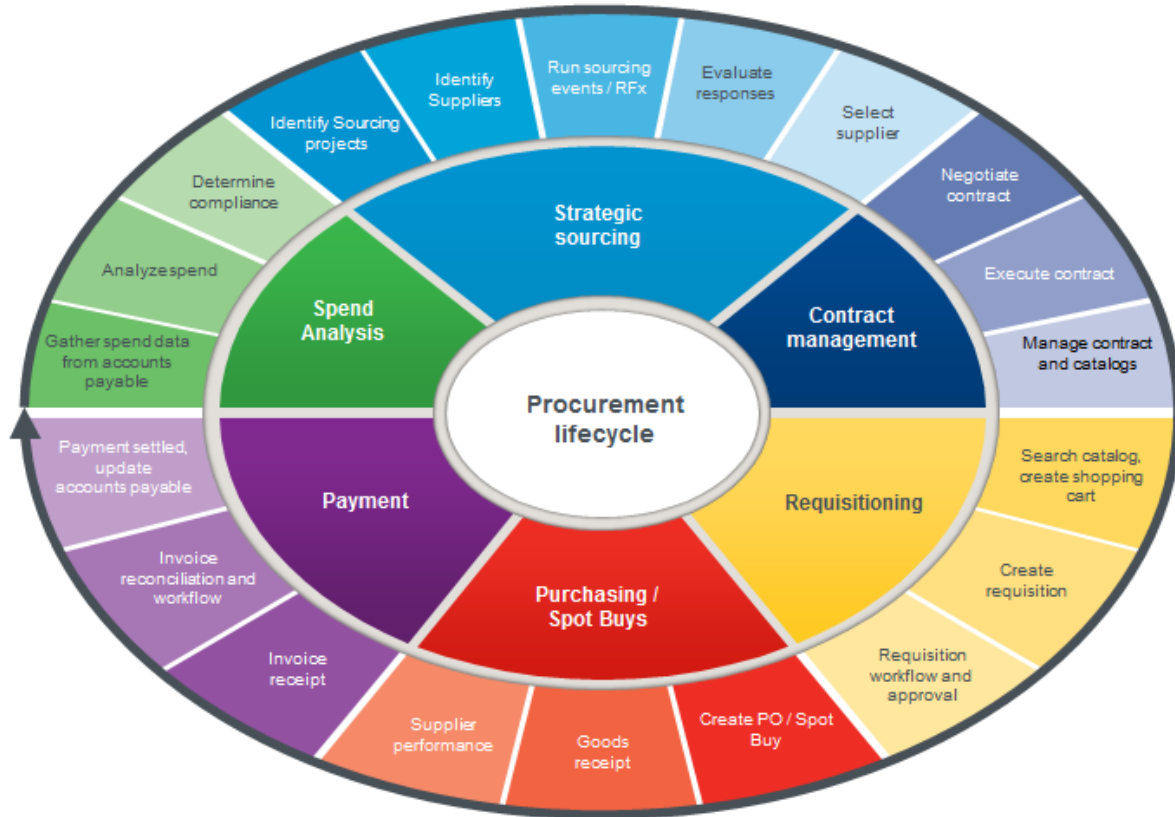 Procurement
lifecycle
Strategic
sourcing
Identify Sourcing
projects
Identify
Suppliers
Run sourcing
events / RFx
Evaluate
responses
Select
supplier
Contract
management
Negotiate
contract
Execute contract
Manage contract
and catalogs
Requisitioning
Search catalog,
create shopping
cart
Create
requisition
Requisition
workflow and
approval
Purchasing /
Spot Buys
Create PO / Spot
Buy
Goods
receipt
Supplier
performance
Payment
Invoice
receipt
Invoice
reconciliation and
workflow
Payment settled,
update
accounts payable
Spend
Analysis
Gather spend data
from accounts
payable
Analyze spend
Determine
compliance